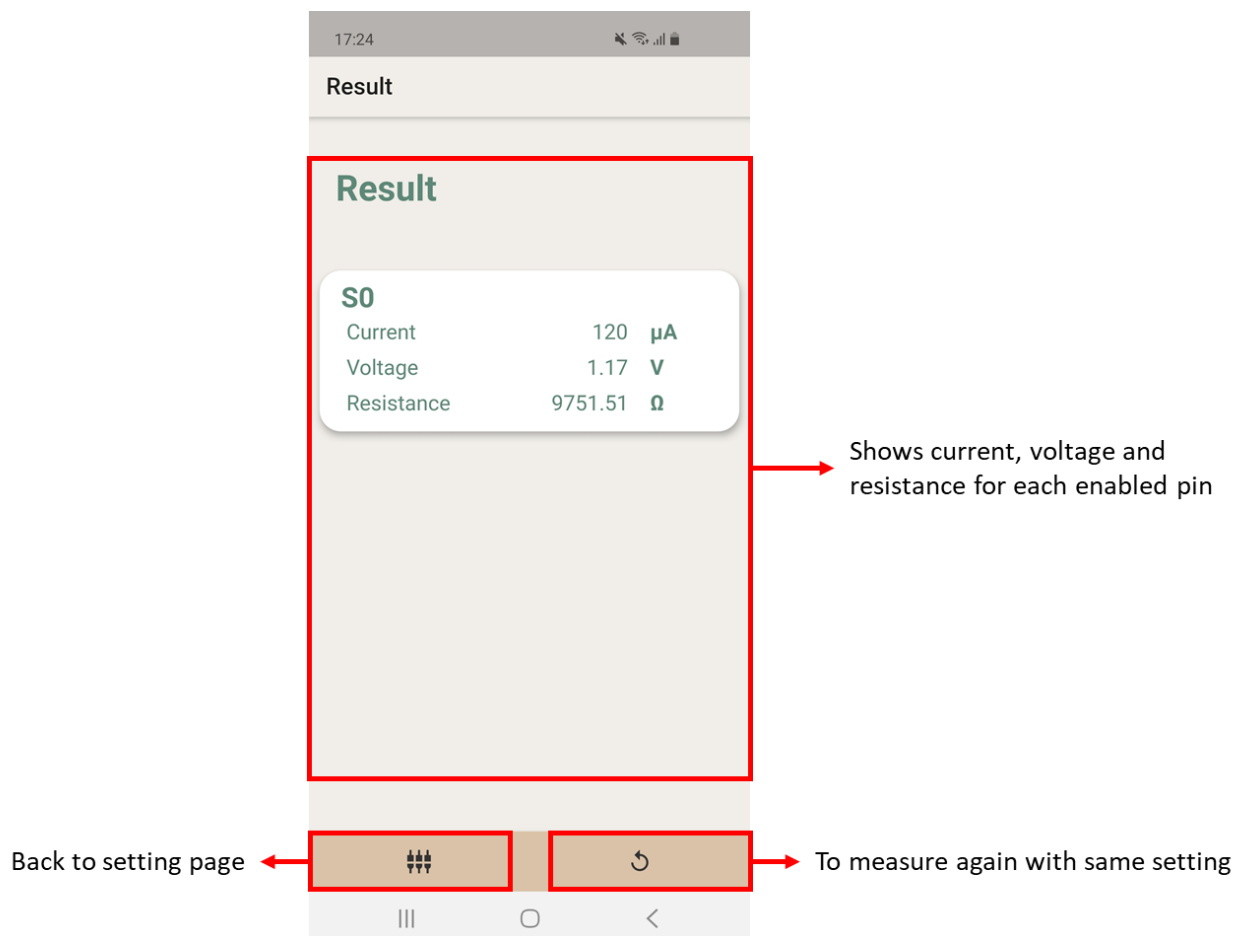 17:24
Result
Result
S0
Current 120 µA
Voltage 1.17 V
Resistance 9751.51 Ω
Shows current, voltage and
resistance for each enabled pin
Back to setting page
To measure again with same setting